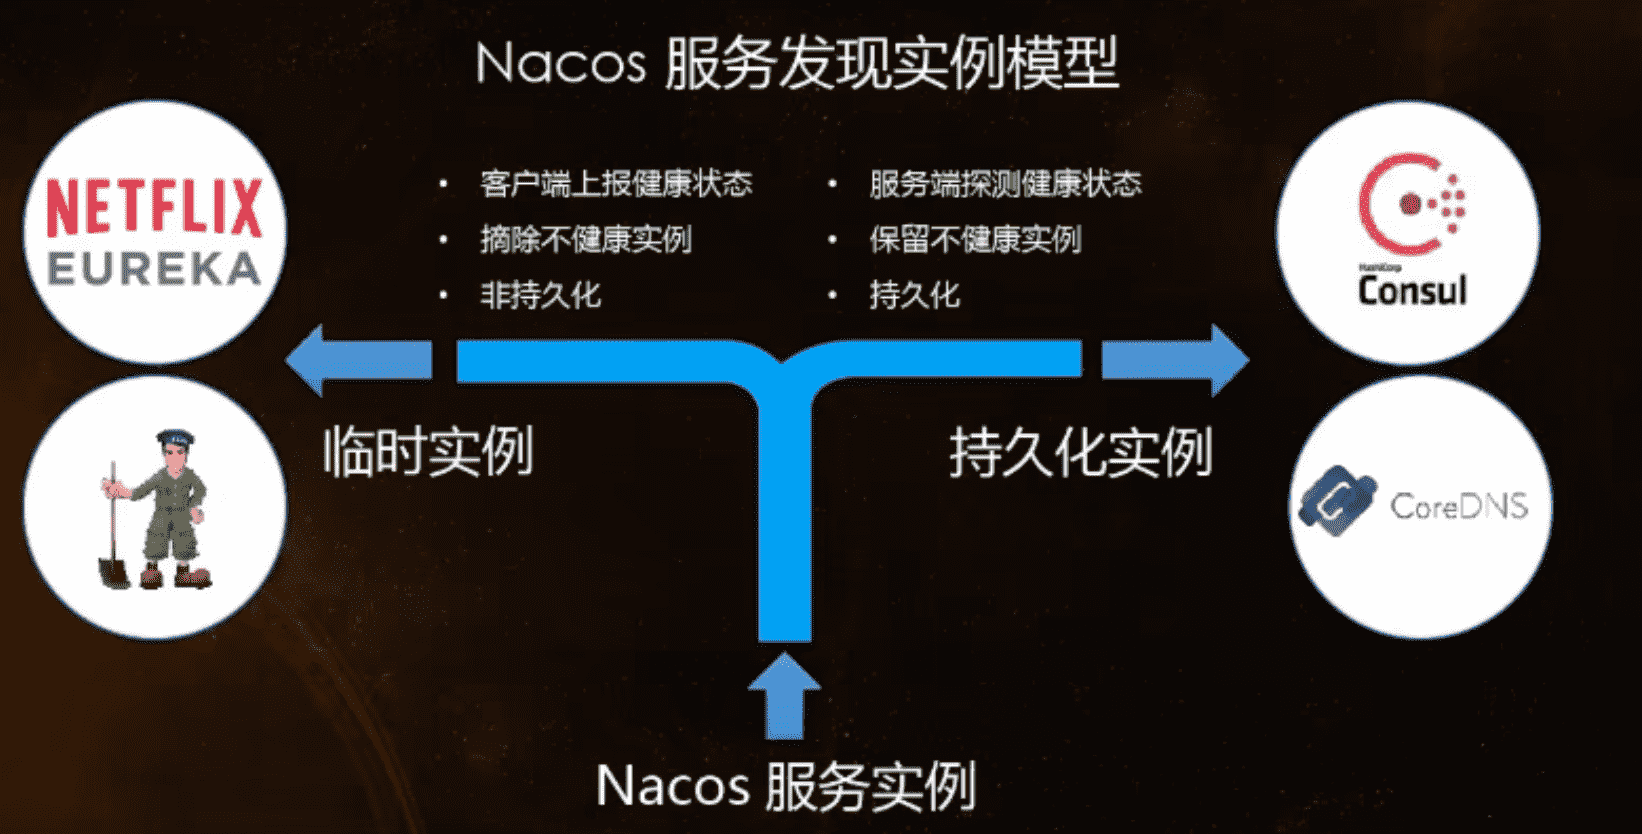 Nacos 服务发现实例模型
NETFLIX
EUREKA
• 客户端上报健康状态
• 摘除不健康实例
• 非持久化
• 服务端探测健康状态
• 保留不健康实例
• 持久化
HashiCorp
Consul
临时实例
持久化实例
CoreDNS
Nacos 服务实例